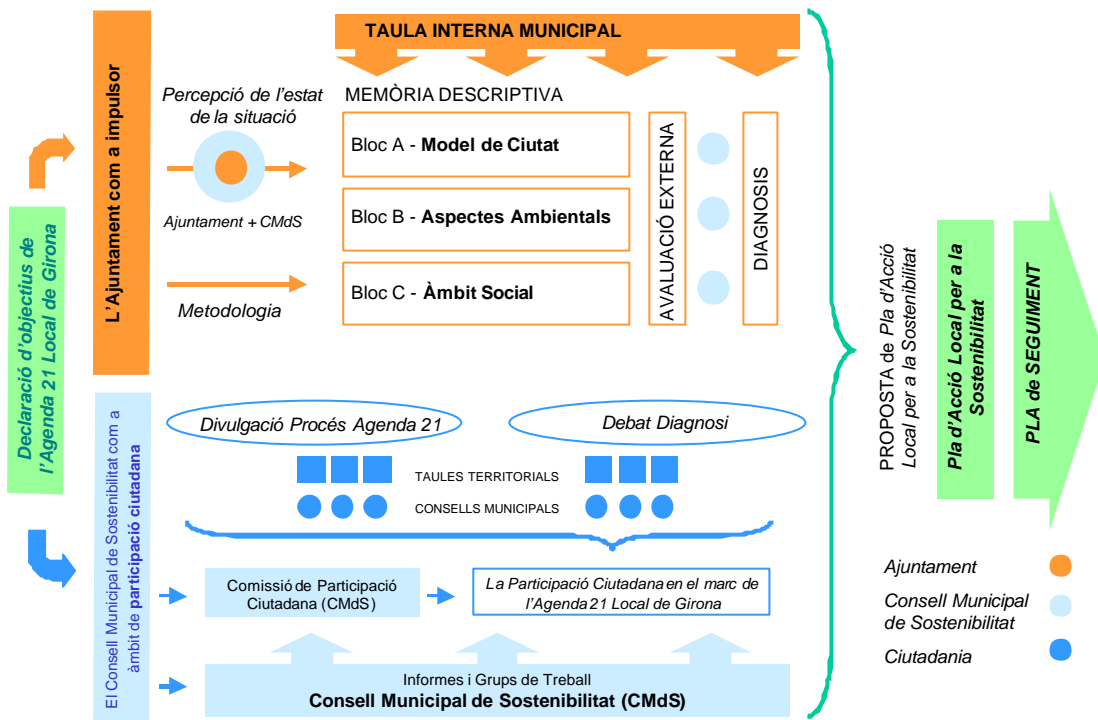 Declaració d'objectius de
l'Agenda 21 Local de Girona
L'Ajuntament com a impulsor
El Consell Municipal de Sostenibilitat com a
àmbit de participació ciutadana
TAULA INTERNA MUNICIPAL
Percepció de l'estat
de la situació
Ajuntament + CMdS
Metodologia
MEMÒRIA DESCRIPTIVA
Bloc A - Model de Ciutat
Bloc B - Aspectes Ambientals
Bloc C - Àmbit Social
AVALUACIÓ EXTERNA
DIAGNOSIS
Divulgació Procés Agenda 21
Debat Diagnosi
TAULES TERRITORIALS
CONSELLS MUNICIPALS
Comissió de Participació
Ciutadana (CMdS)
La Participació Ciutadana en el marc de
l'Agenda 21 Local de Girona
Informes i Grups de Treball
Consell Municipal de Sostenibilitat (CMdS)
PROPOSTA de Pla d'Acció
Local per a la Sostenibilitat
Pla d'Acció Local per a la
Sostenibilitat
PLA de SEGUIMENT
Ajuntament
Consell Municipal
de Sostenibilitat
Ciutadania